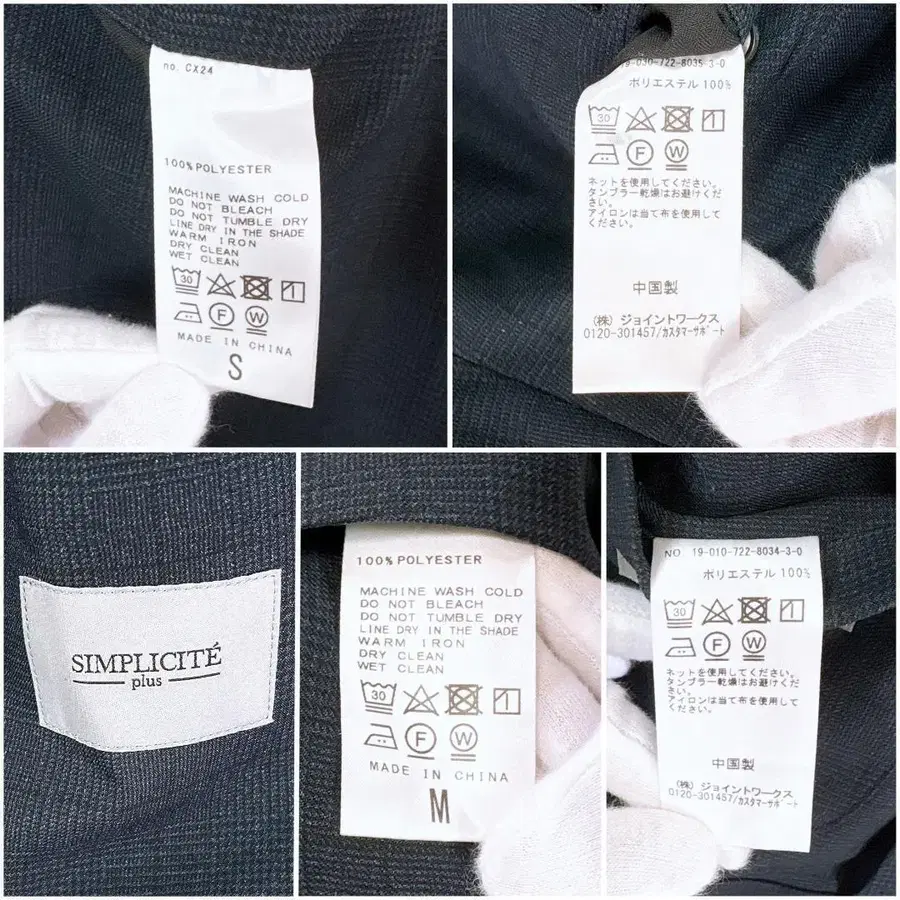 no. CX24
100%POLYESTER
MACHINE WASH COLD
DO NOT BLEACH
DO NOT TUMBLE DRY
LINE DRY IN THE SHADE
WARM IRON
DRY CLEAN
WET CLEAN
30
F W
MADE IN CHINA
S
19-030-722-8035-3-0
ポリエステル 100%
30
F W
ネットを使用してください。
タンブラー乾燥はお避けくださ
い。
アイロンは当て布を使用して
ください。
中国製
(株) ジョイントワークス
0120-301457/カスタマーサポート
SIMPLICITÉ
plus
100%POLYESTER
MACHINE WASH COLD
DO NOT BLEACH
DO NOT TUMBLE DRY
LINE DRY IN THE SHADE
WARM IRON
DRY CLEAN
WET CLEAN
30
F W
MADE IN CHINA
M
NO 19-010-722-8034-3-0
ポリエステル 100%
30
F W
ネットを使用してください。
タンブラー乾燥はお避けくださ
い。
アイロンは当て布を使用して
ください。
中国製
(株) ジョイントワークス
0120-301457/カスタマーサポート